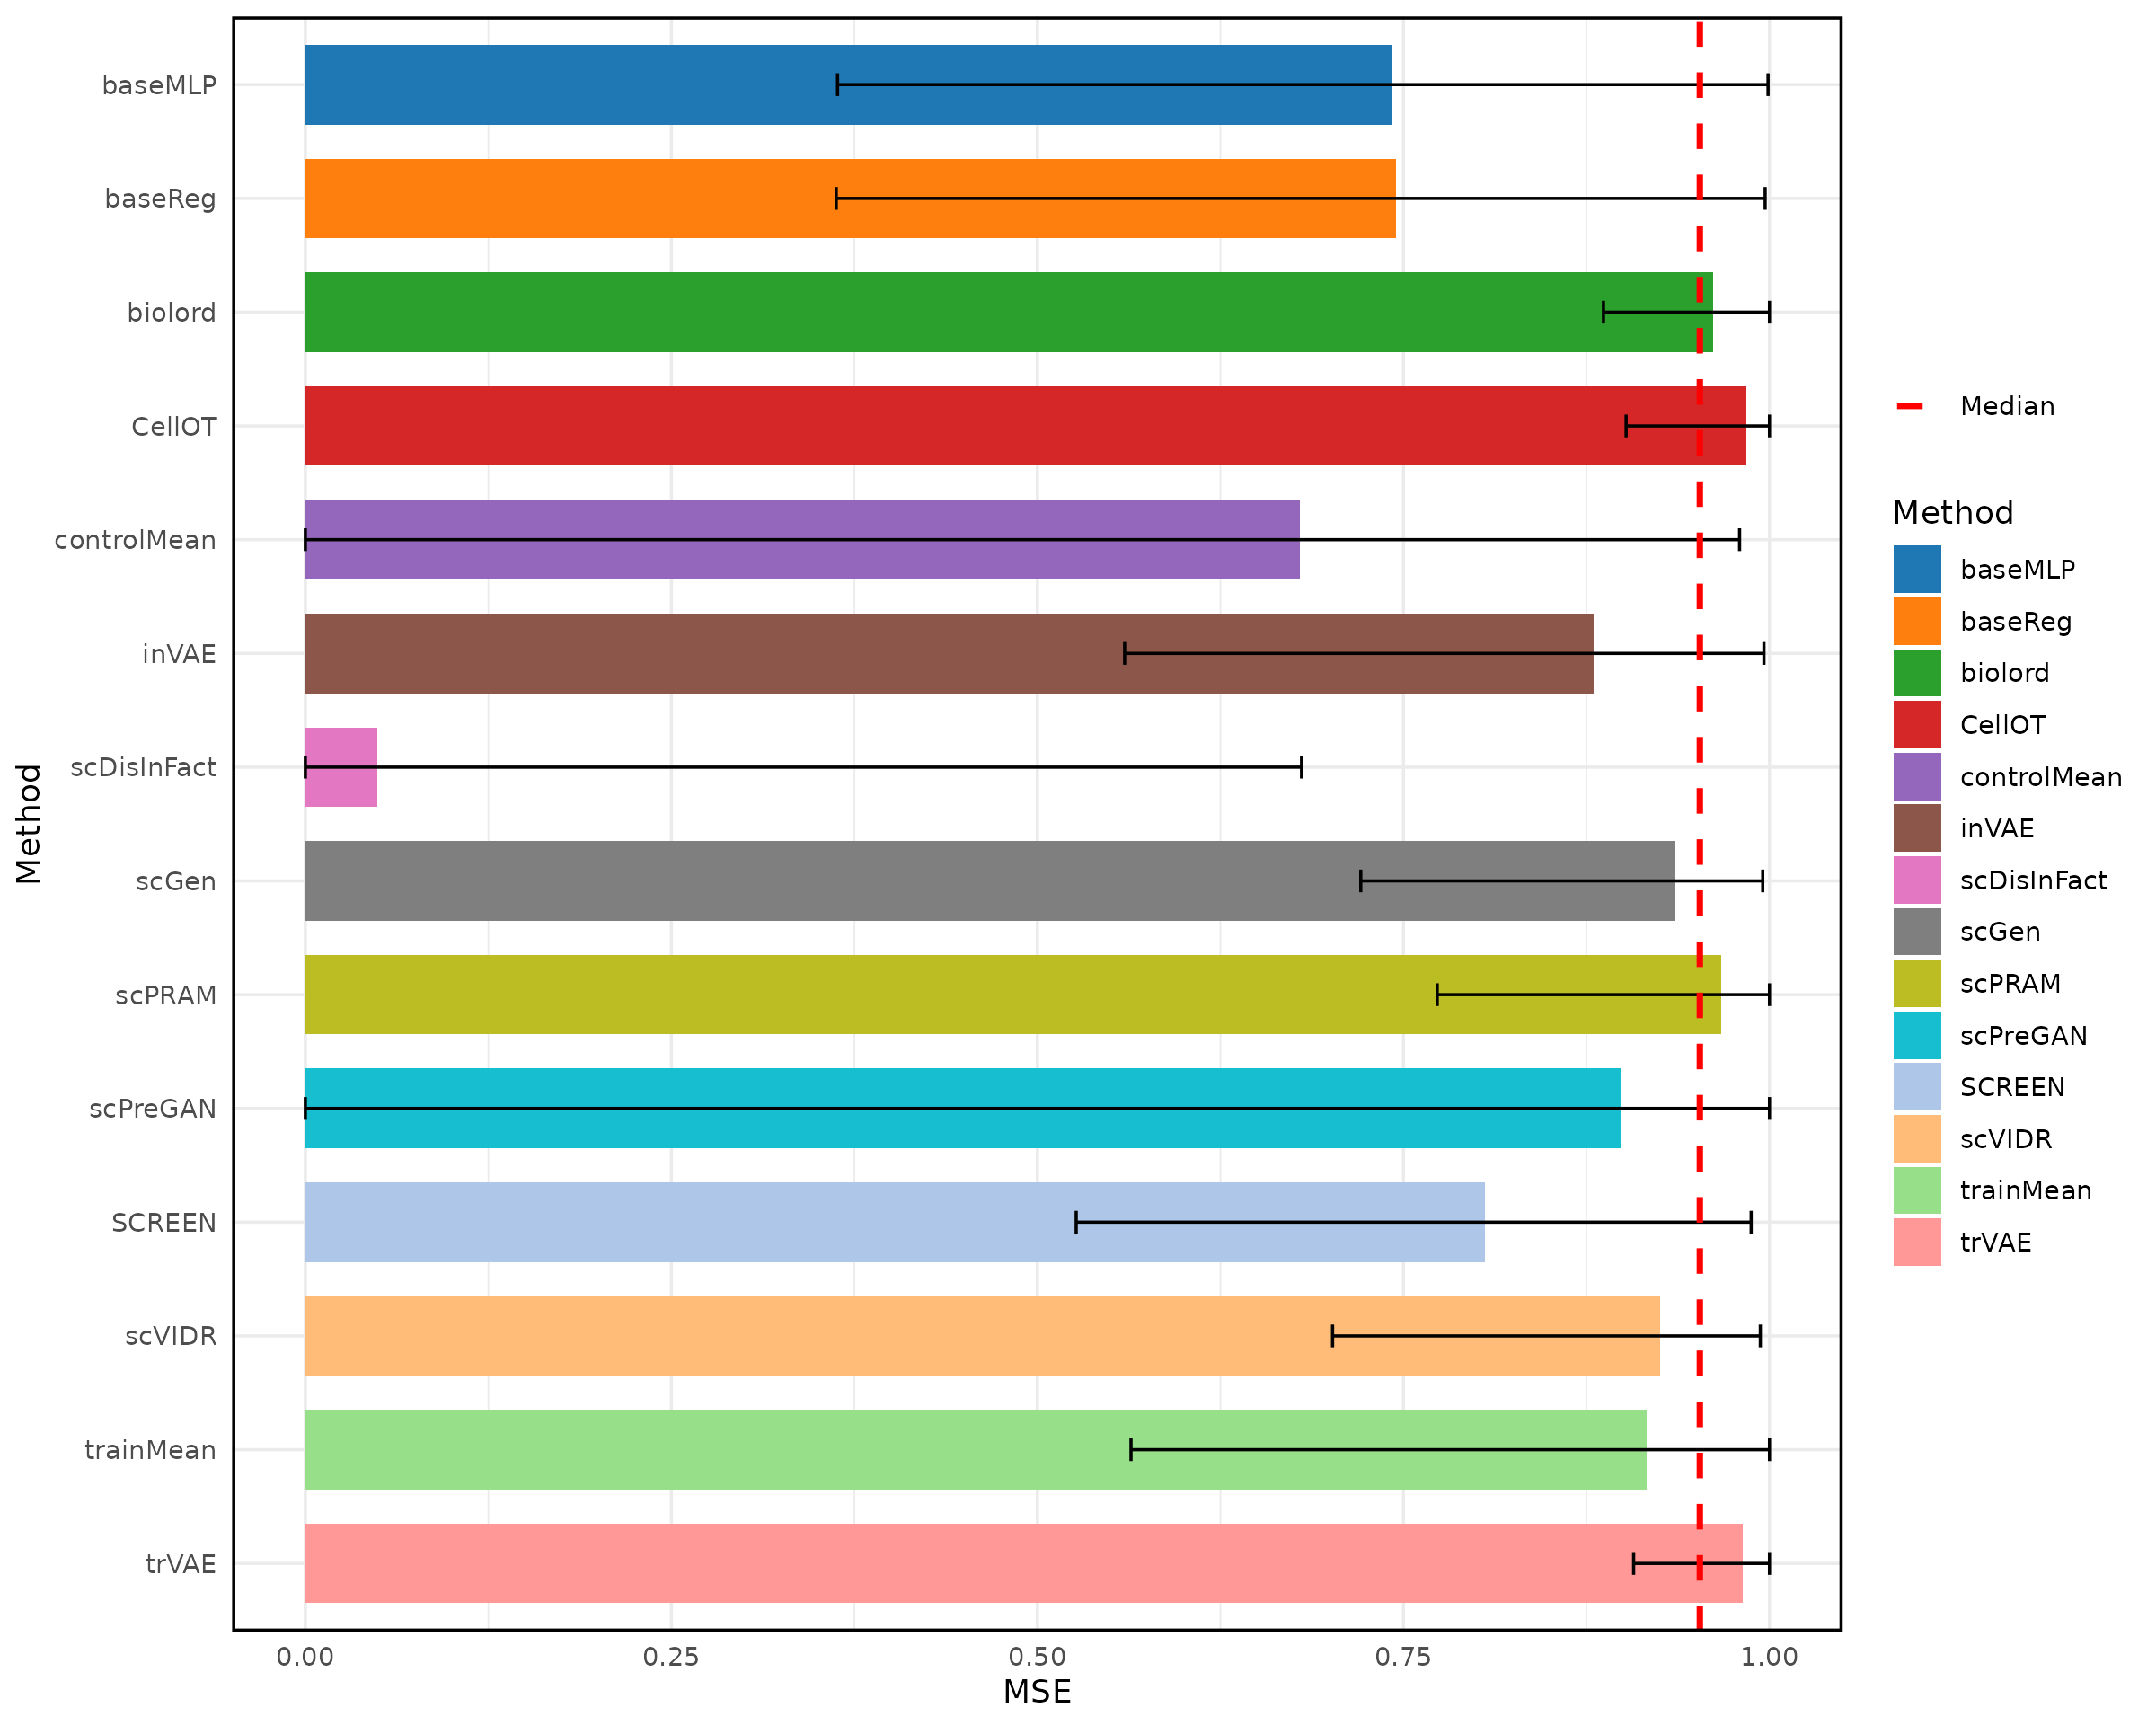 Method
baseMLP
baseReg
biolord
CellOT
controlMean
inVAE
scDisInFact
scGen
scPRAM
scPreGAN
SCREEN
scVIDR
trainMean
trVAE
0.00 0.25 0.50 0.75 1.00
MSE
Median
Method
baseMLP
baseReg
biolord
CellOT
controlMean
inVAE
scDisInFact
scGen
scPRAM
scPreGAN
SCREEN
scVIDR
trainMean
trVAE